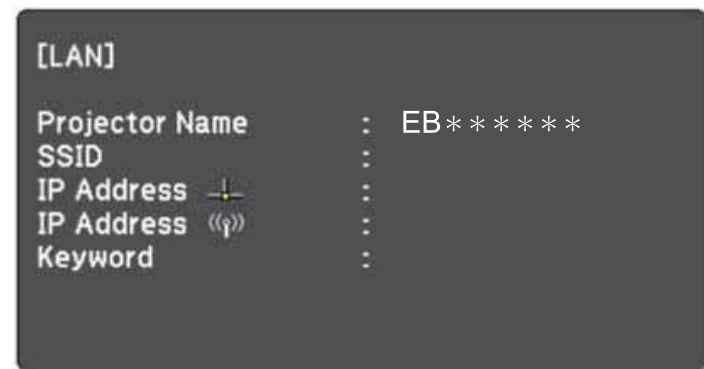 [LAN]
Projector Name : EB＊＊＊＊＊＊
SSID :
IP Address :
IP Address :
Keyword :